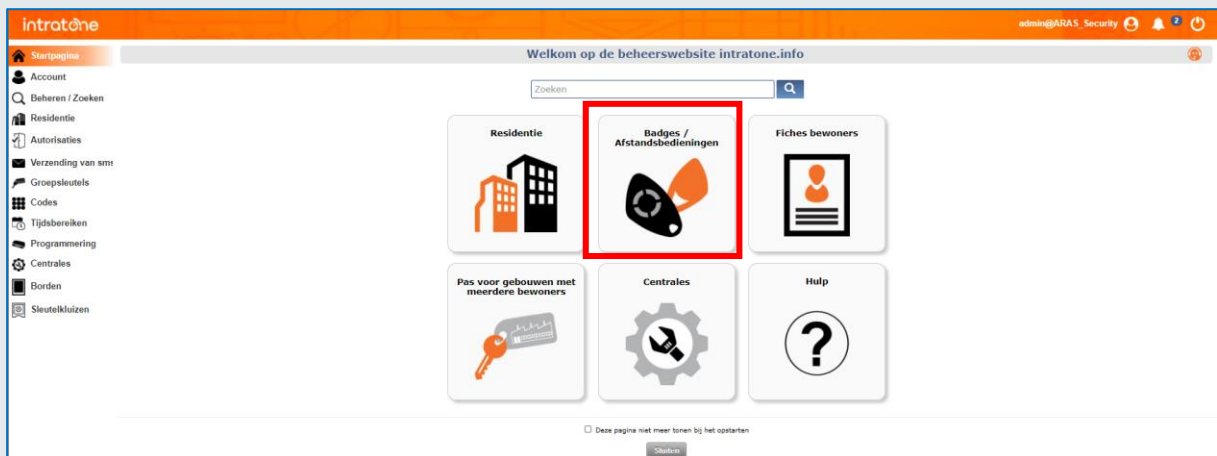 intratone
admin@ARAS_Security
2
Startpagina
Welkom op de beheerswebsite intratone.info
Account
Beheren / Zoeken
Residentie
Autorisaties
Verzending van sms
Groepsleutels
Codes
Tijdsbereiken
Programmering
Centrales
Borden
Sleutelkluizen
Zoeken
Residentie
Badges /
Afstandsbedieningen
Fiches bewoners
Pas voor gebouwen met
meerdere bewoners
Centrales
Hulp
?
Deze pagina niet meer tonen bij het opstarten
Sluiten